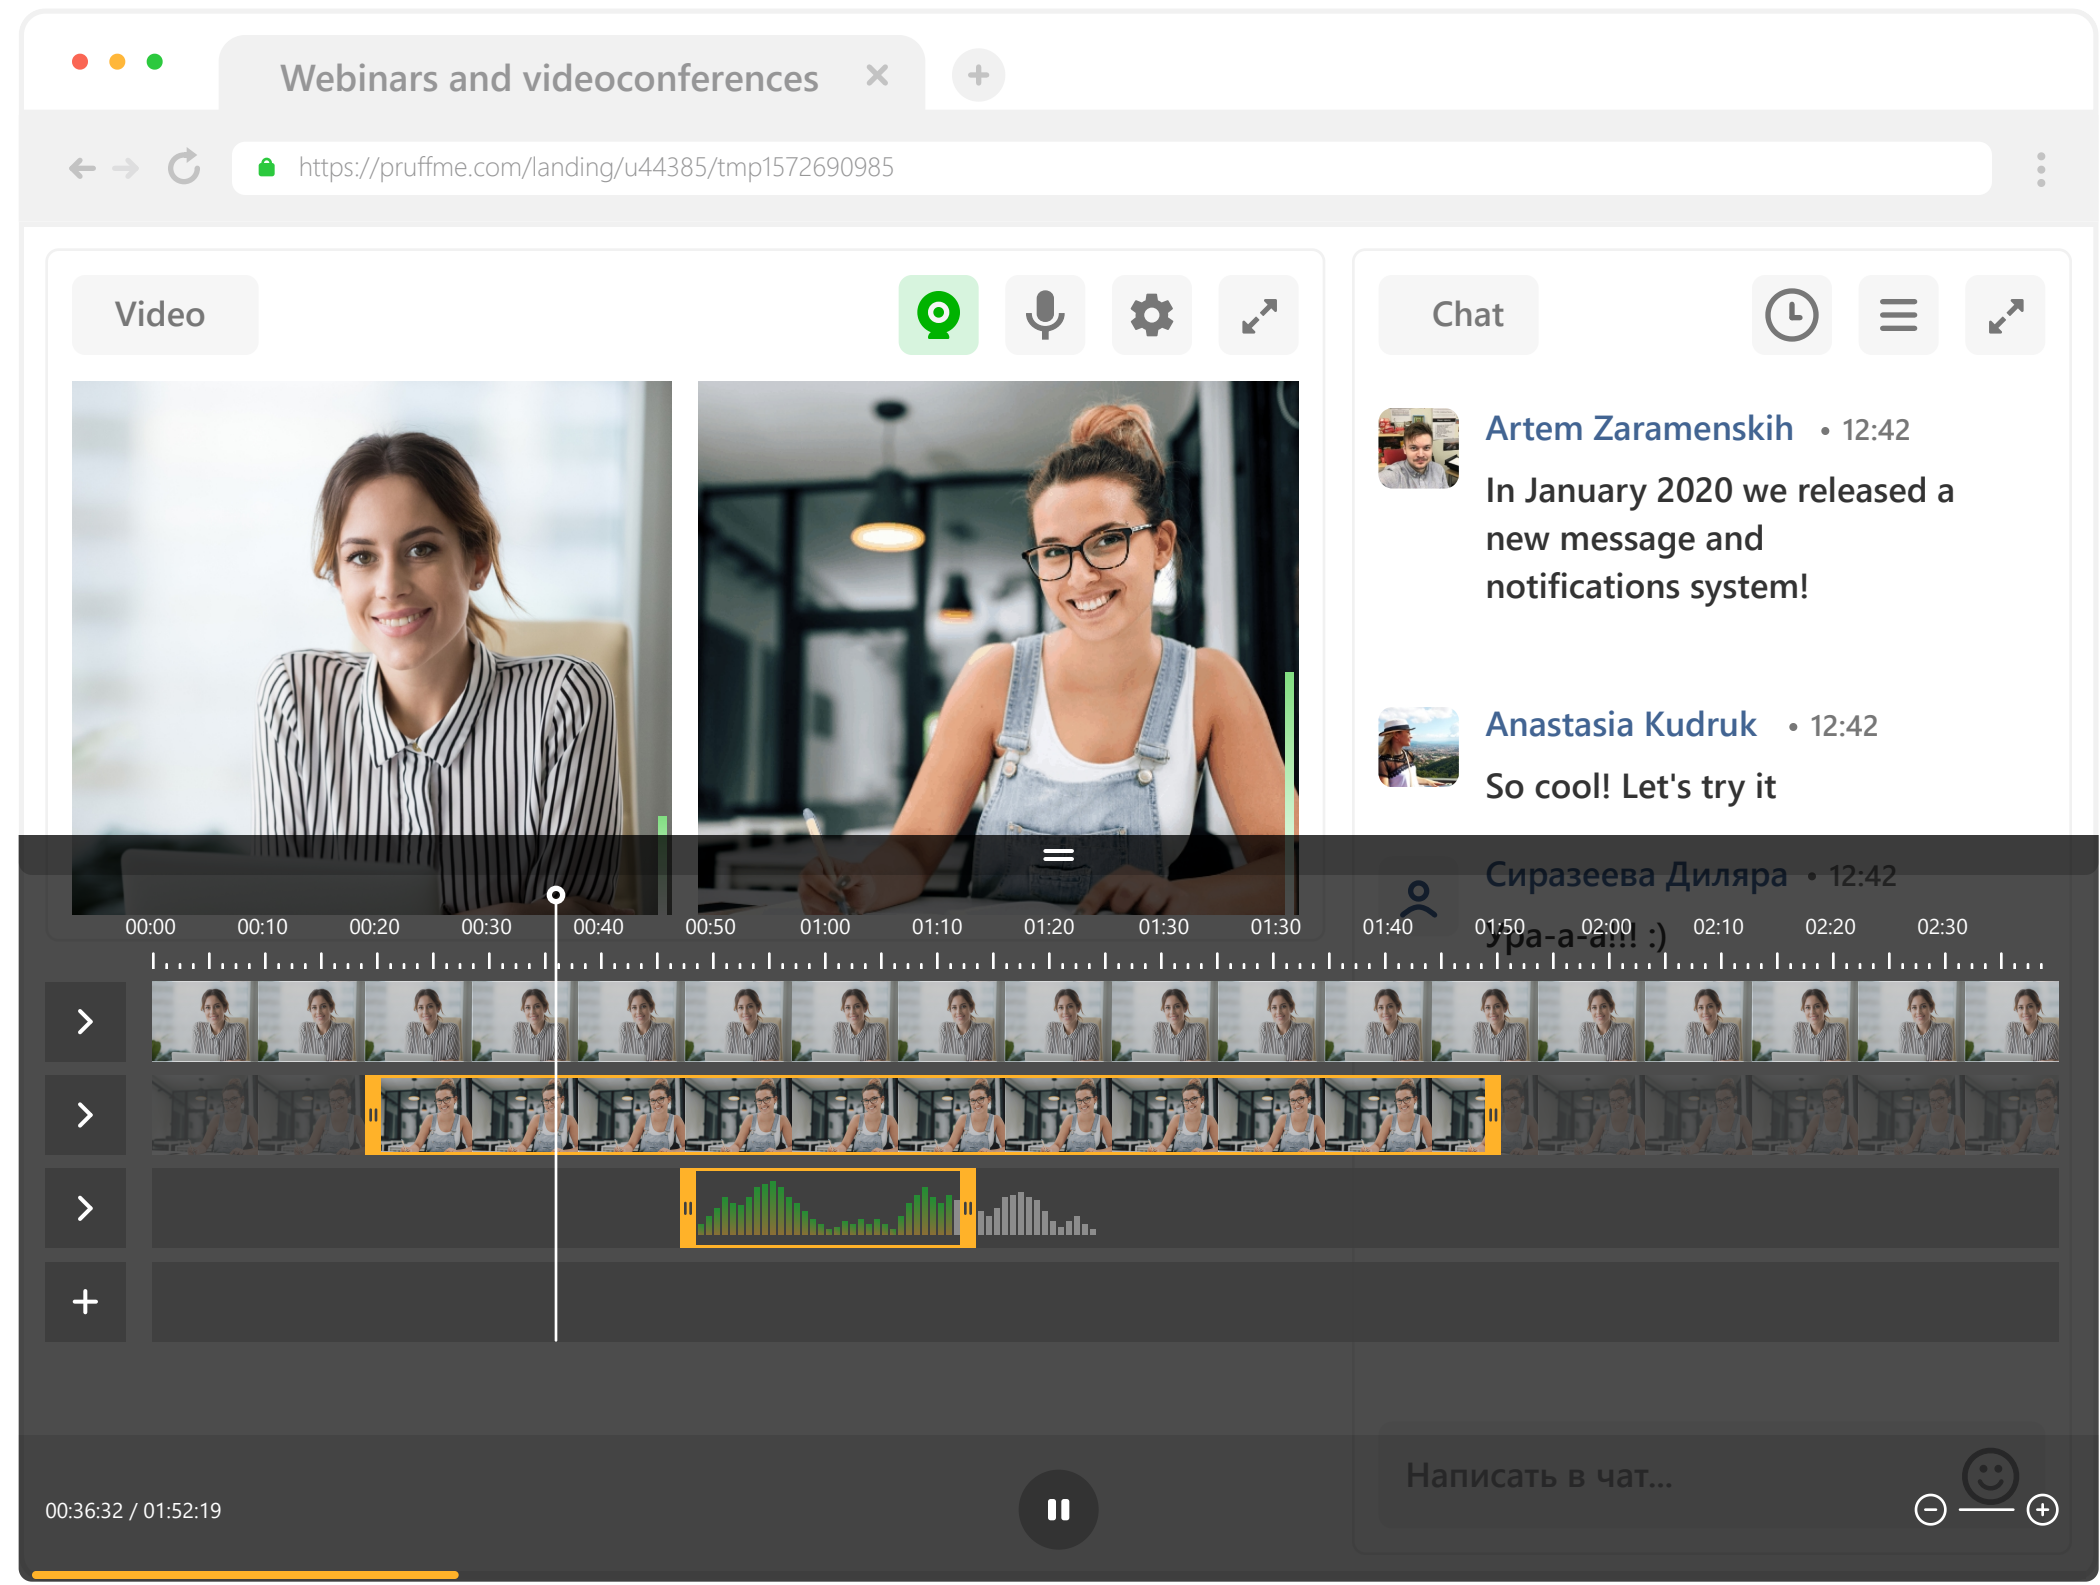 Webinars and videoconferences
https://pruffme.com/landing/u44385/tmp1572690985
Video
Chat
Artem Zaramenskih • 12:42
In January 2020 we released a
new message and
notifications system!
Anastasia Kudruk • 12:42
So cool! Let's try it
Сиразеева Диляра • 12:42
Ура-а-а!!! :)
00:00 00:10 00:20 00:30 00:40 00:50 01:00 01:10 01:20 01:30 01:30 01:40 01:50 02:00 02:10 02:20 02:30
Написать в чат...
00:36:32 / 01:52:19